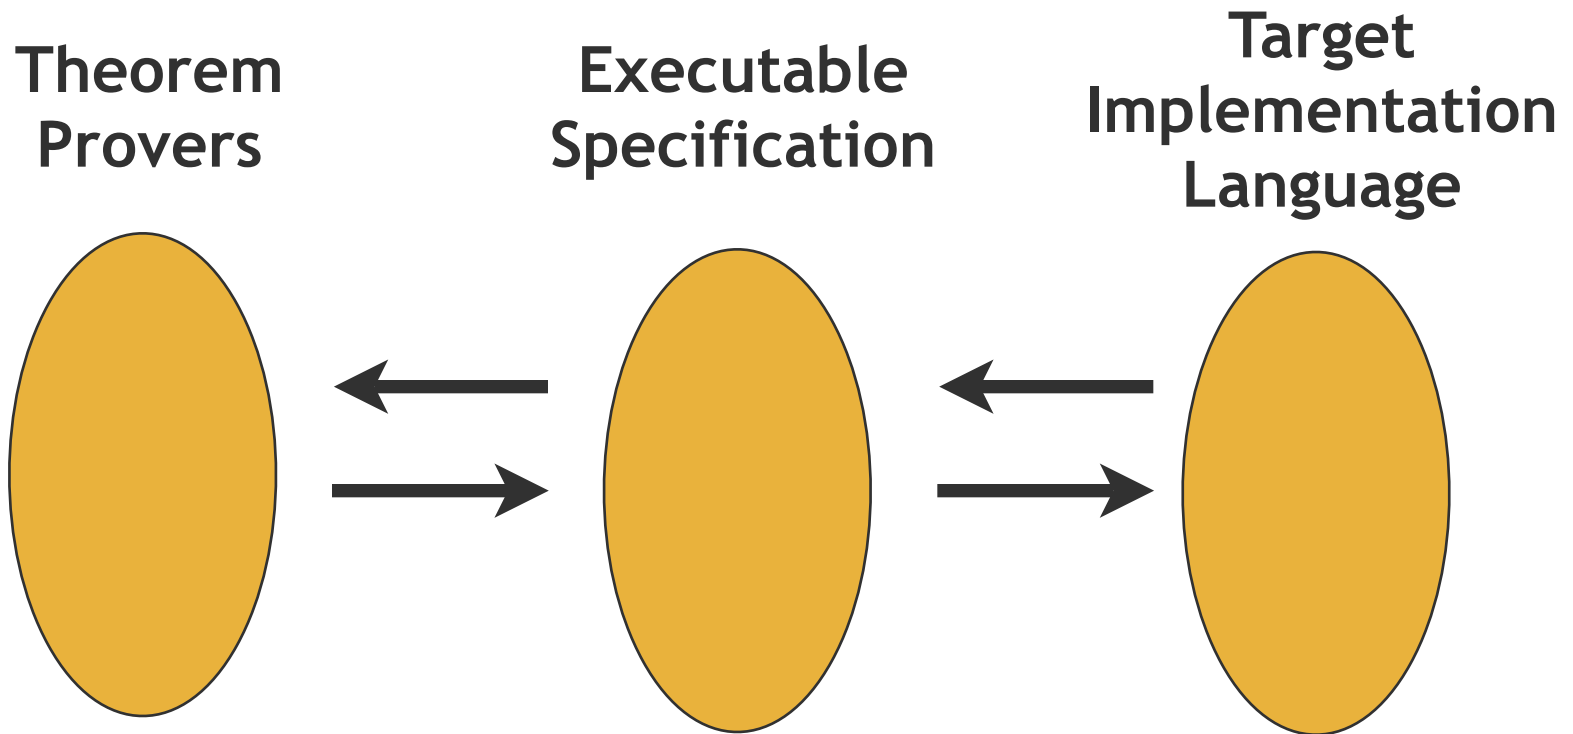 Theorem
Provers
Executable
Specification
Target
Implementation
Language